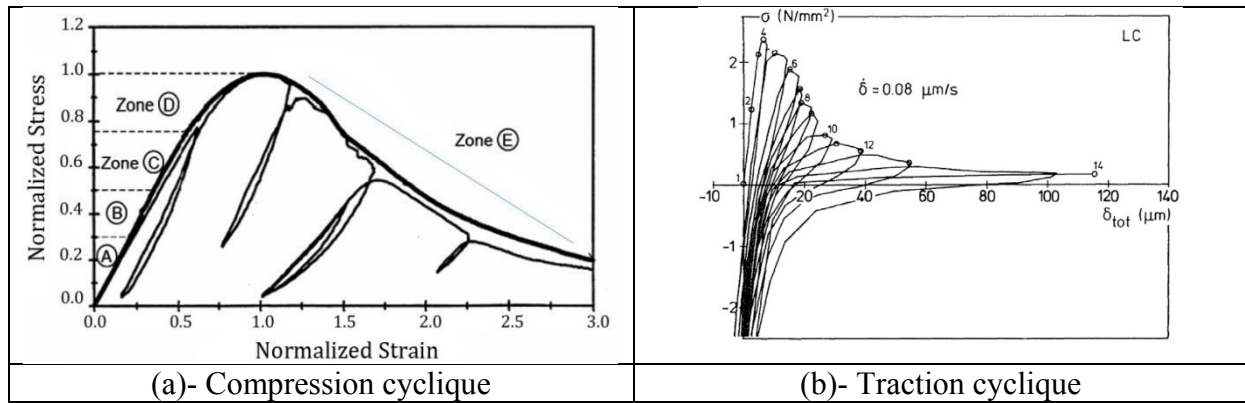 1.2
1.0
0.8
0.6
0.4
0.2
0.0
Normalized Stress
Zone D
Zone C
B
A
Zone E
0.0 0.5 1.0 1.5 2.0 2.5 3.0
Normalized Strain
σ (N/mm²)
LC
δ̇ = 0.08 μm/s
2
1
-1
-2
4
2
6
8
10
12
14
1
-10 0 20 40 60 80 100 120 140
δtot (μm)
(a)- Compression cyclique
(b)- Traction cyclique